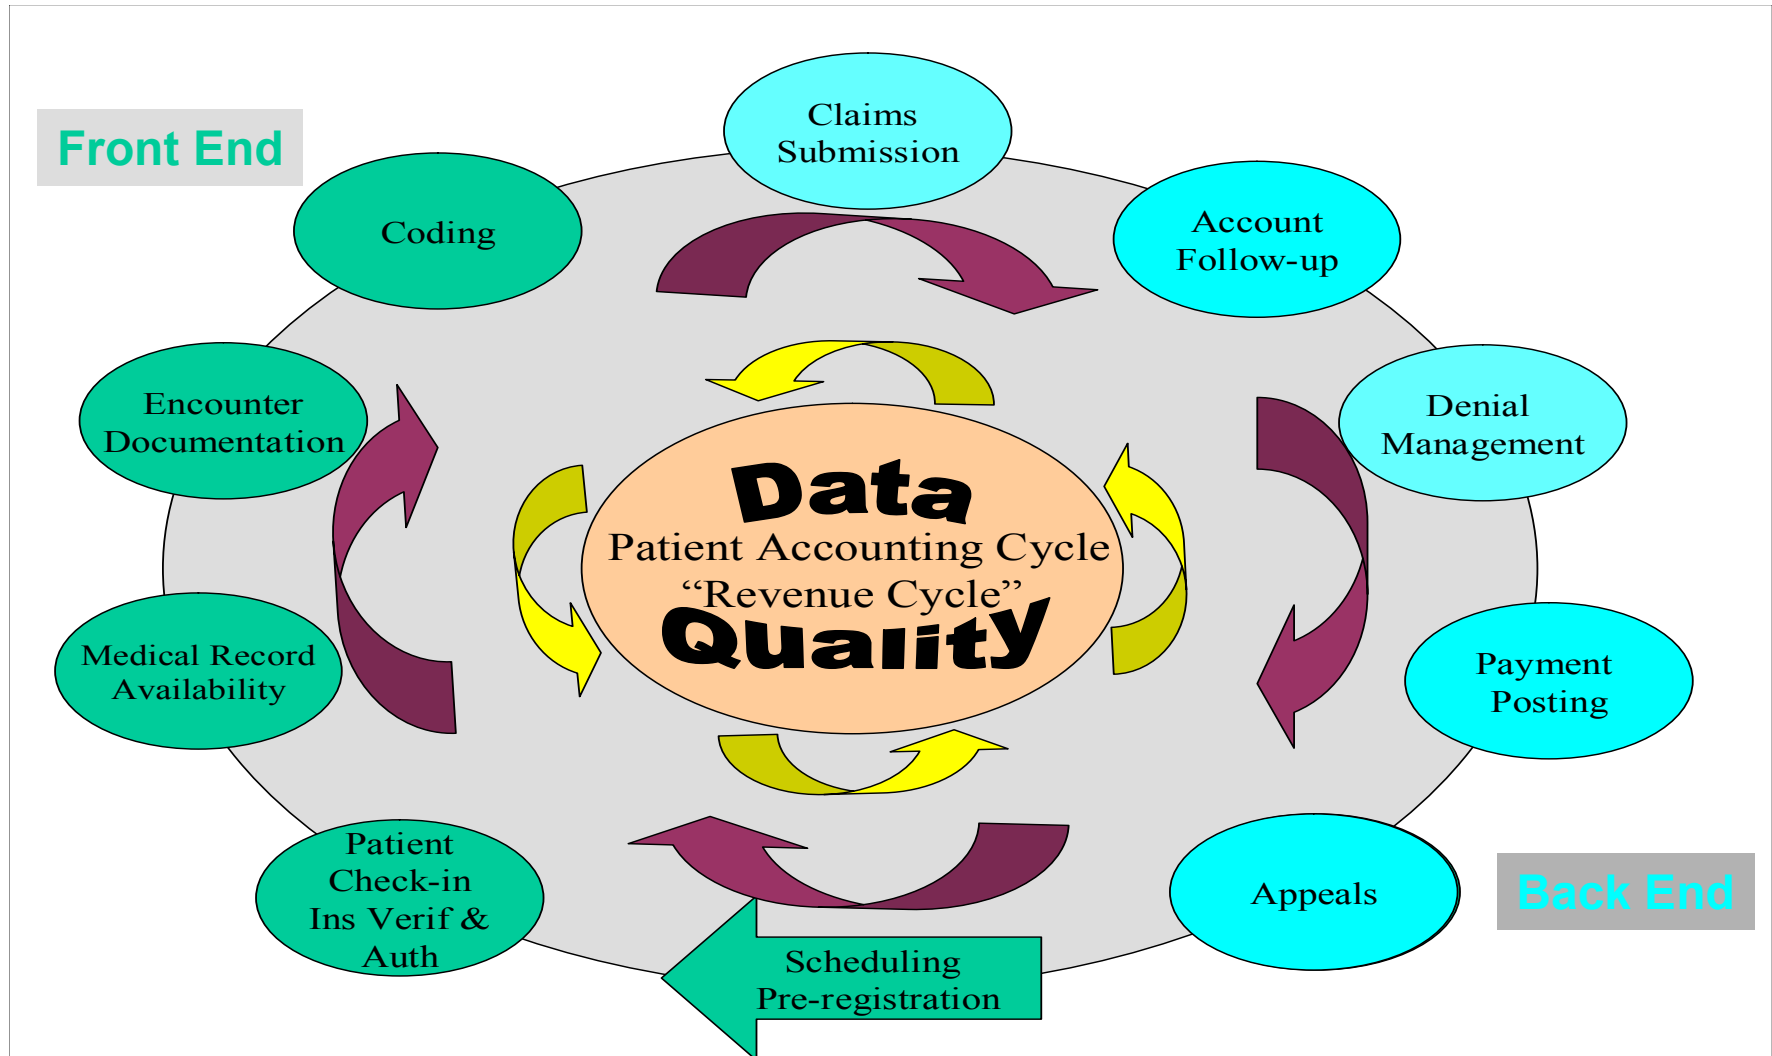 Front End
Claims
Submission
Coding
Account
Follow-up
Encounter
Documentation
Denial
Management
Data
Patient Accounting Cycle
“Revenue Cycle”
Quality
Medical Record
Availability
Payment
Posting
Patient
Check-in
Ins Verif &
Auth
Appeals
Back End
Scheduling
Pre-registration